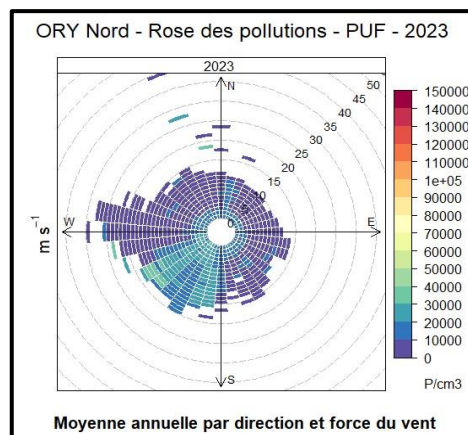 ORY Nord - Rose des pollutions - PUF - 2023
2023
N
50
45
40
35
30
25
20
15
10
0
W
E
S
m s⁻¹
150000
140000
130000
120000
110000
1e+05
90000
80000
70000
60000
50000
40000
30000
20000
10000
0
P/cm3
Moyenne annuelle par direction et force du vent